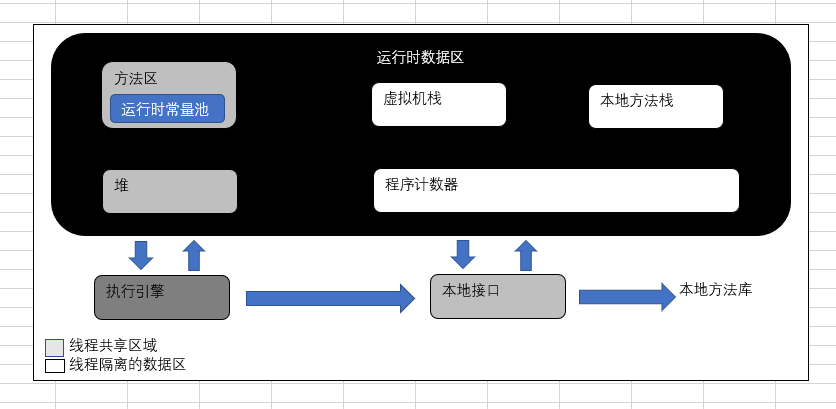 运行时数据区
方法区
运行时常量池
虚拟机栈
本地方法栈
堆
程序计数器
执行引擎
本地接口
本地方法库
线程共享区域
线程隔离的数据区